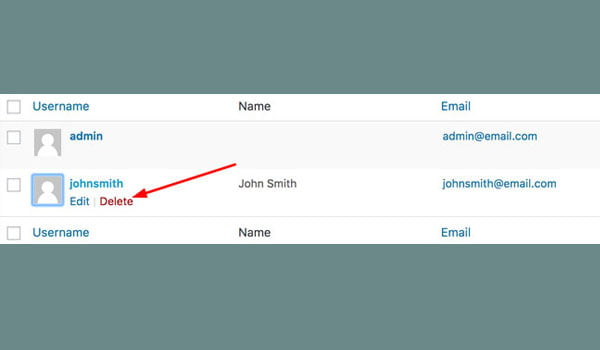 Username Name Email
admin admin@email.com
johnsmith John Smith johnsmith@email.com
Edit | Delete
Username Name Email